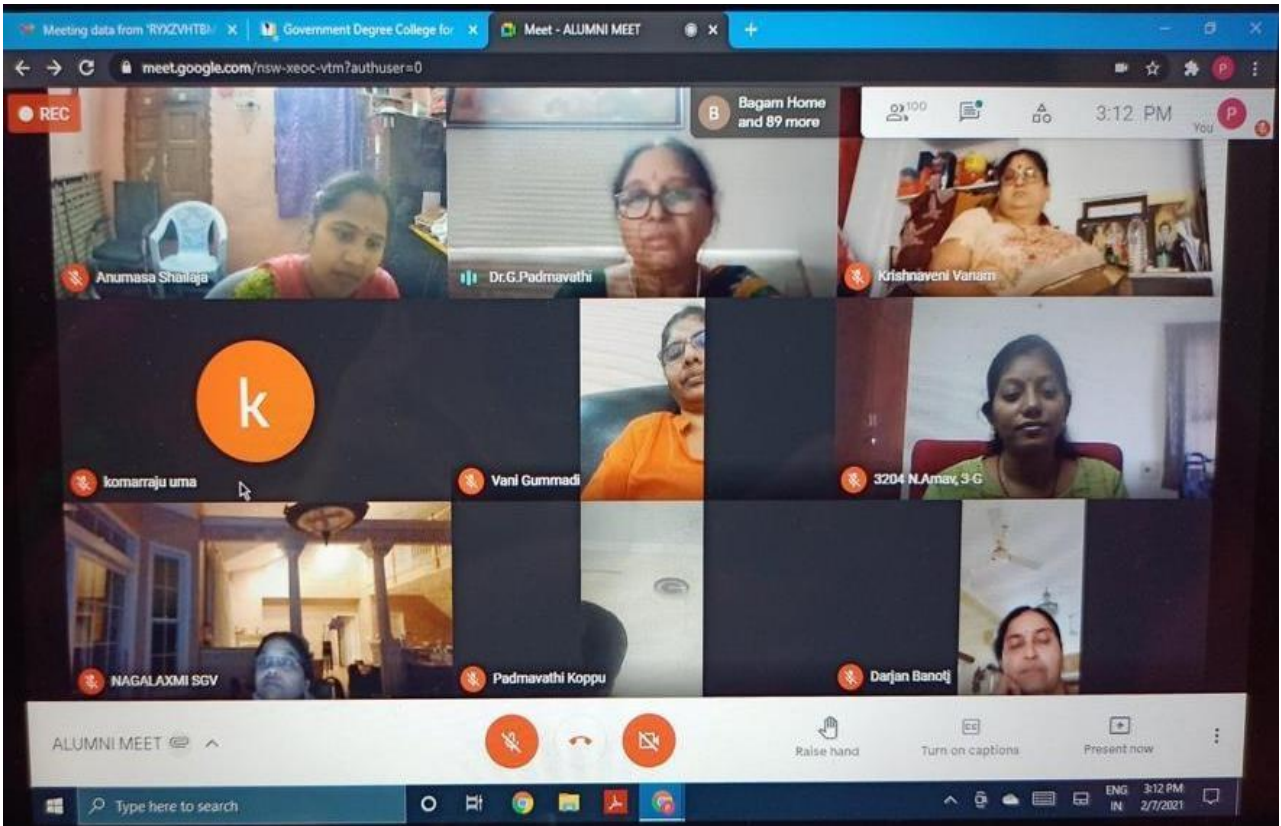 Meeting data from "RYXZVHTBM
Government Degree College for
Meet - ALUMNI MEET
meet.google.com/nsw-xeoc-vtm?authuser=0
P
REC
B
Bagam Home
and 89 more
100
3:12 PM
You
P
Anumasa Shailaja
Dr.G.Padmavathi
Krishnaveni Vanam
k
komarraju uma
Vani Gummadi
3204 N.Amav, 3-G
NAGALAXMI SGV
Padmavathi Koppu
Darjan Banotj
ALUMNI MEET
Raise hand
CC
Turn on captions
Present now
Type here to search
ENG
IN
3:12 PM
2/7/2021